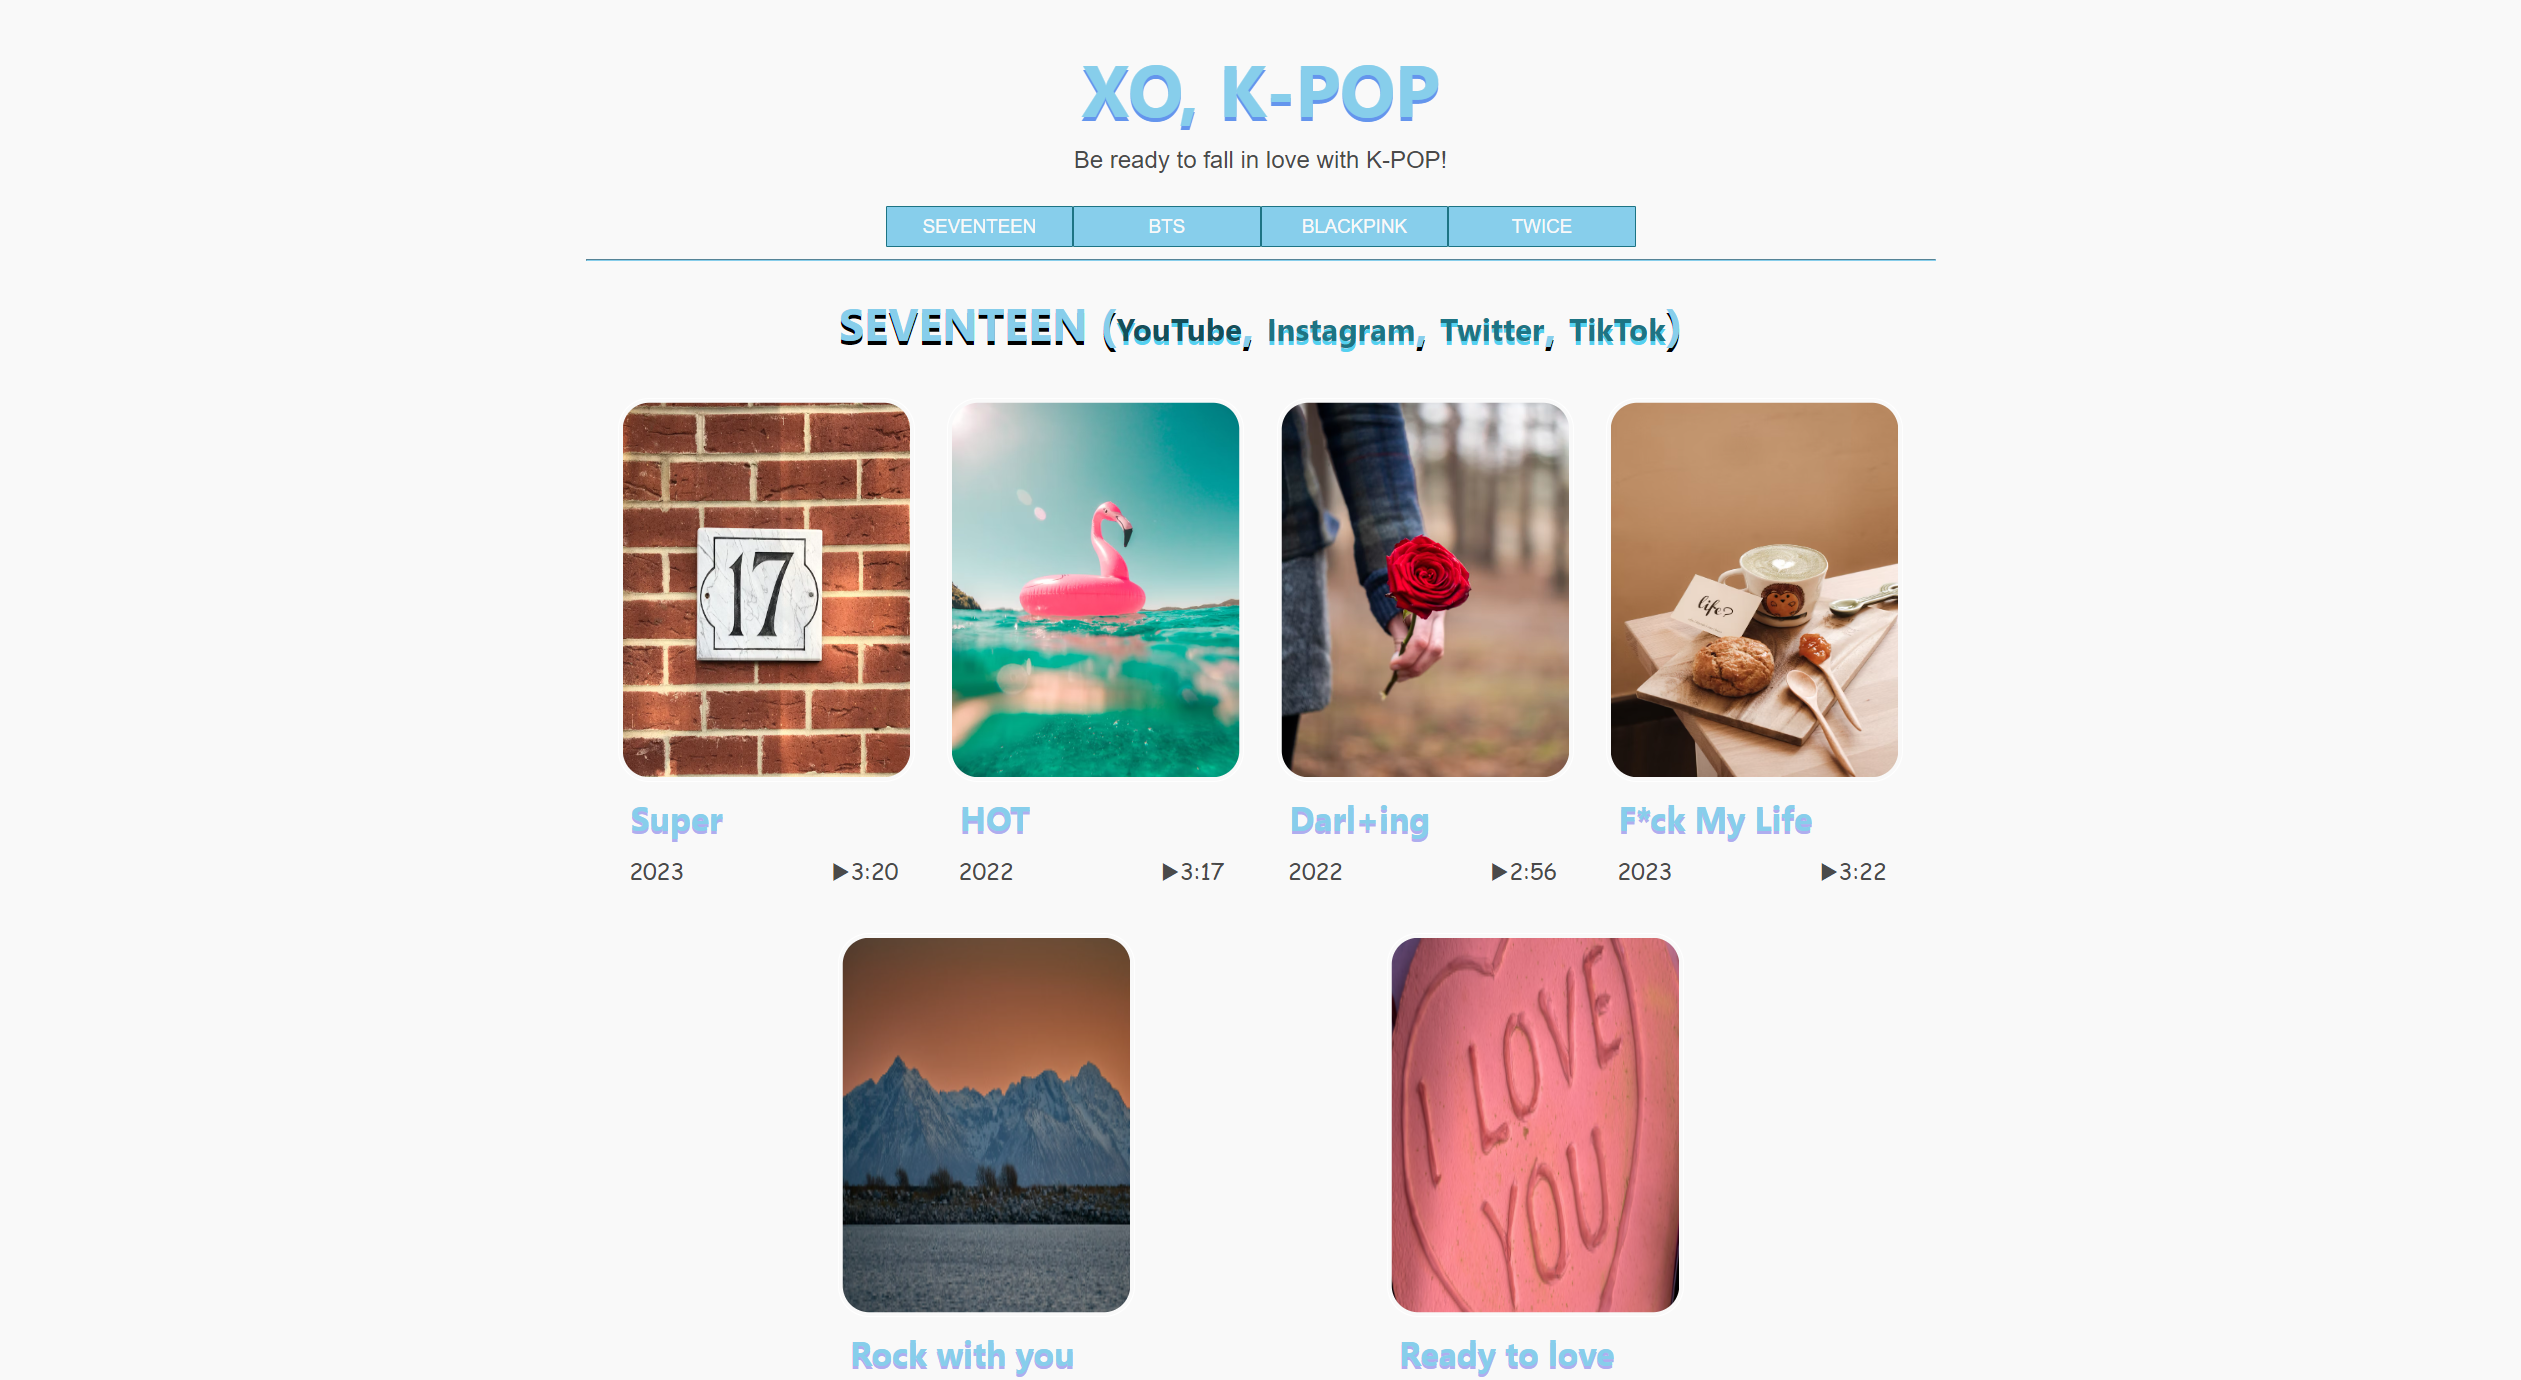 XO, K-POP
Be ready to fall in love with K-POP!
SEVENTEEN BTS BLACKPINK TWICE
SEVENTEEN (YouTube, Instagram, Twitter, TikTok)
17
life?
Super
2023 ▶3:20
HOT
2022 ▶3:17
Darl+ing
2022 ▶2:56
F*ck My Life
2023 ▶3:22
I LOVE
YOU
Rock with you
Ready to love